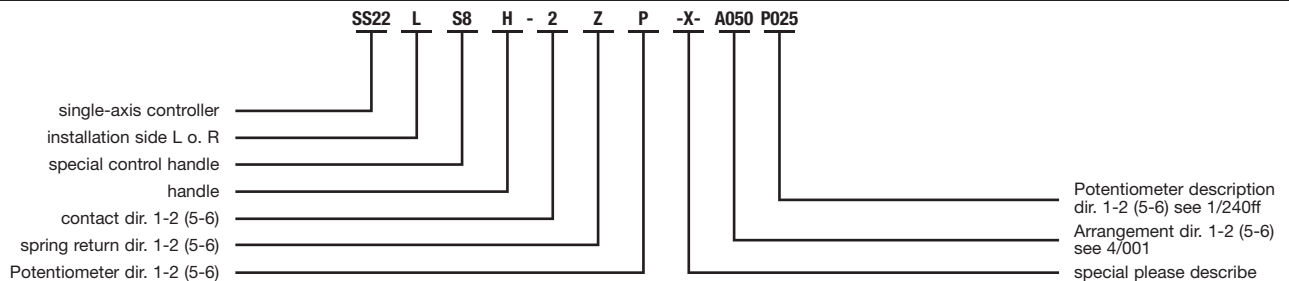 SS22 L S8 H - 2 Z P -X- A050 P025
single-axis controller
installation side L o. R
special control handle
handle
contact dir. 1-2 (5-6)
spring return dir. 1-2 (5-6)
Potentiometer dir. 1-2 (5-6)
Potentiometer description
dir. 1-2 (5-6) see 1/240ff
Arrangement dir. 1-2 (5-6)
see 4/001
special please describe